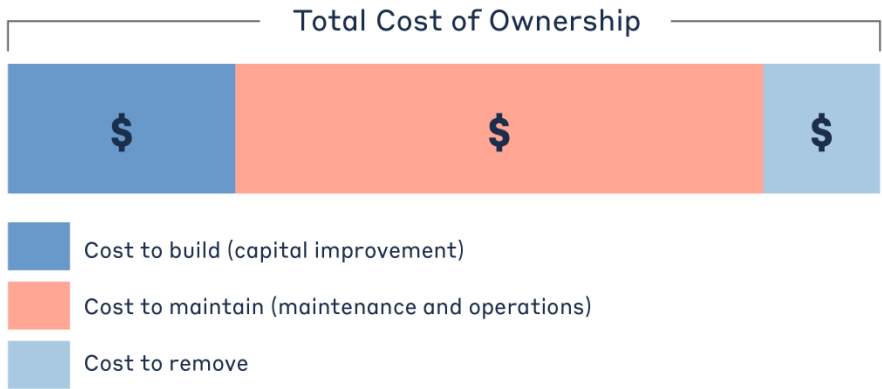 Total Cost of Ownership
$ $ $
Cost to build (capital improvement)
Cost to maintain (maintenance and operations)
Cost to remove